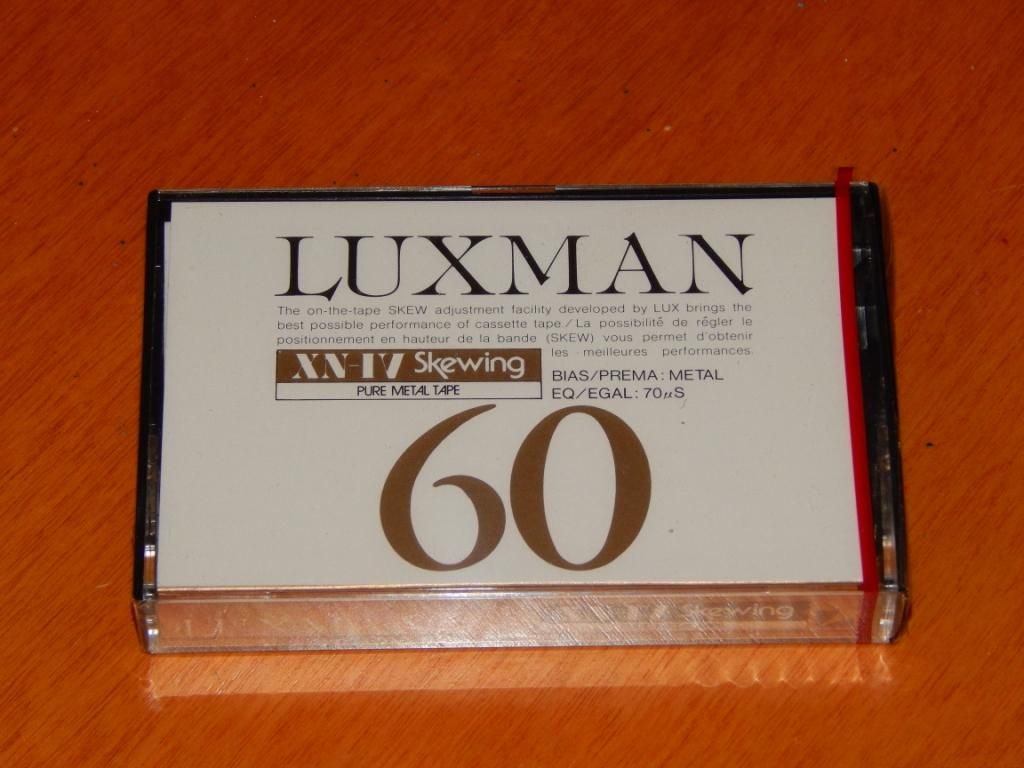 LUXMAN
The on-the-tape SKEW adjustment facility developed by LUX brings the
best possible performance of cassette tape./La possibilité de régler le
positionnement en hauteur de la bande (SKEW) vous permet d'obtenir
les meilleures performances.
XN-IV Skewing
PURE METAL TAPE
BIAS/PREMA: METAL
EQ/EGAL: 70µS
60
XN-IV Skewing